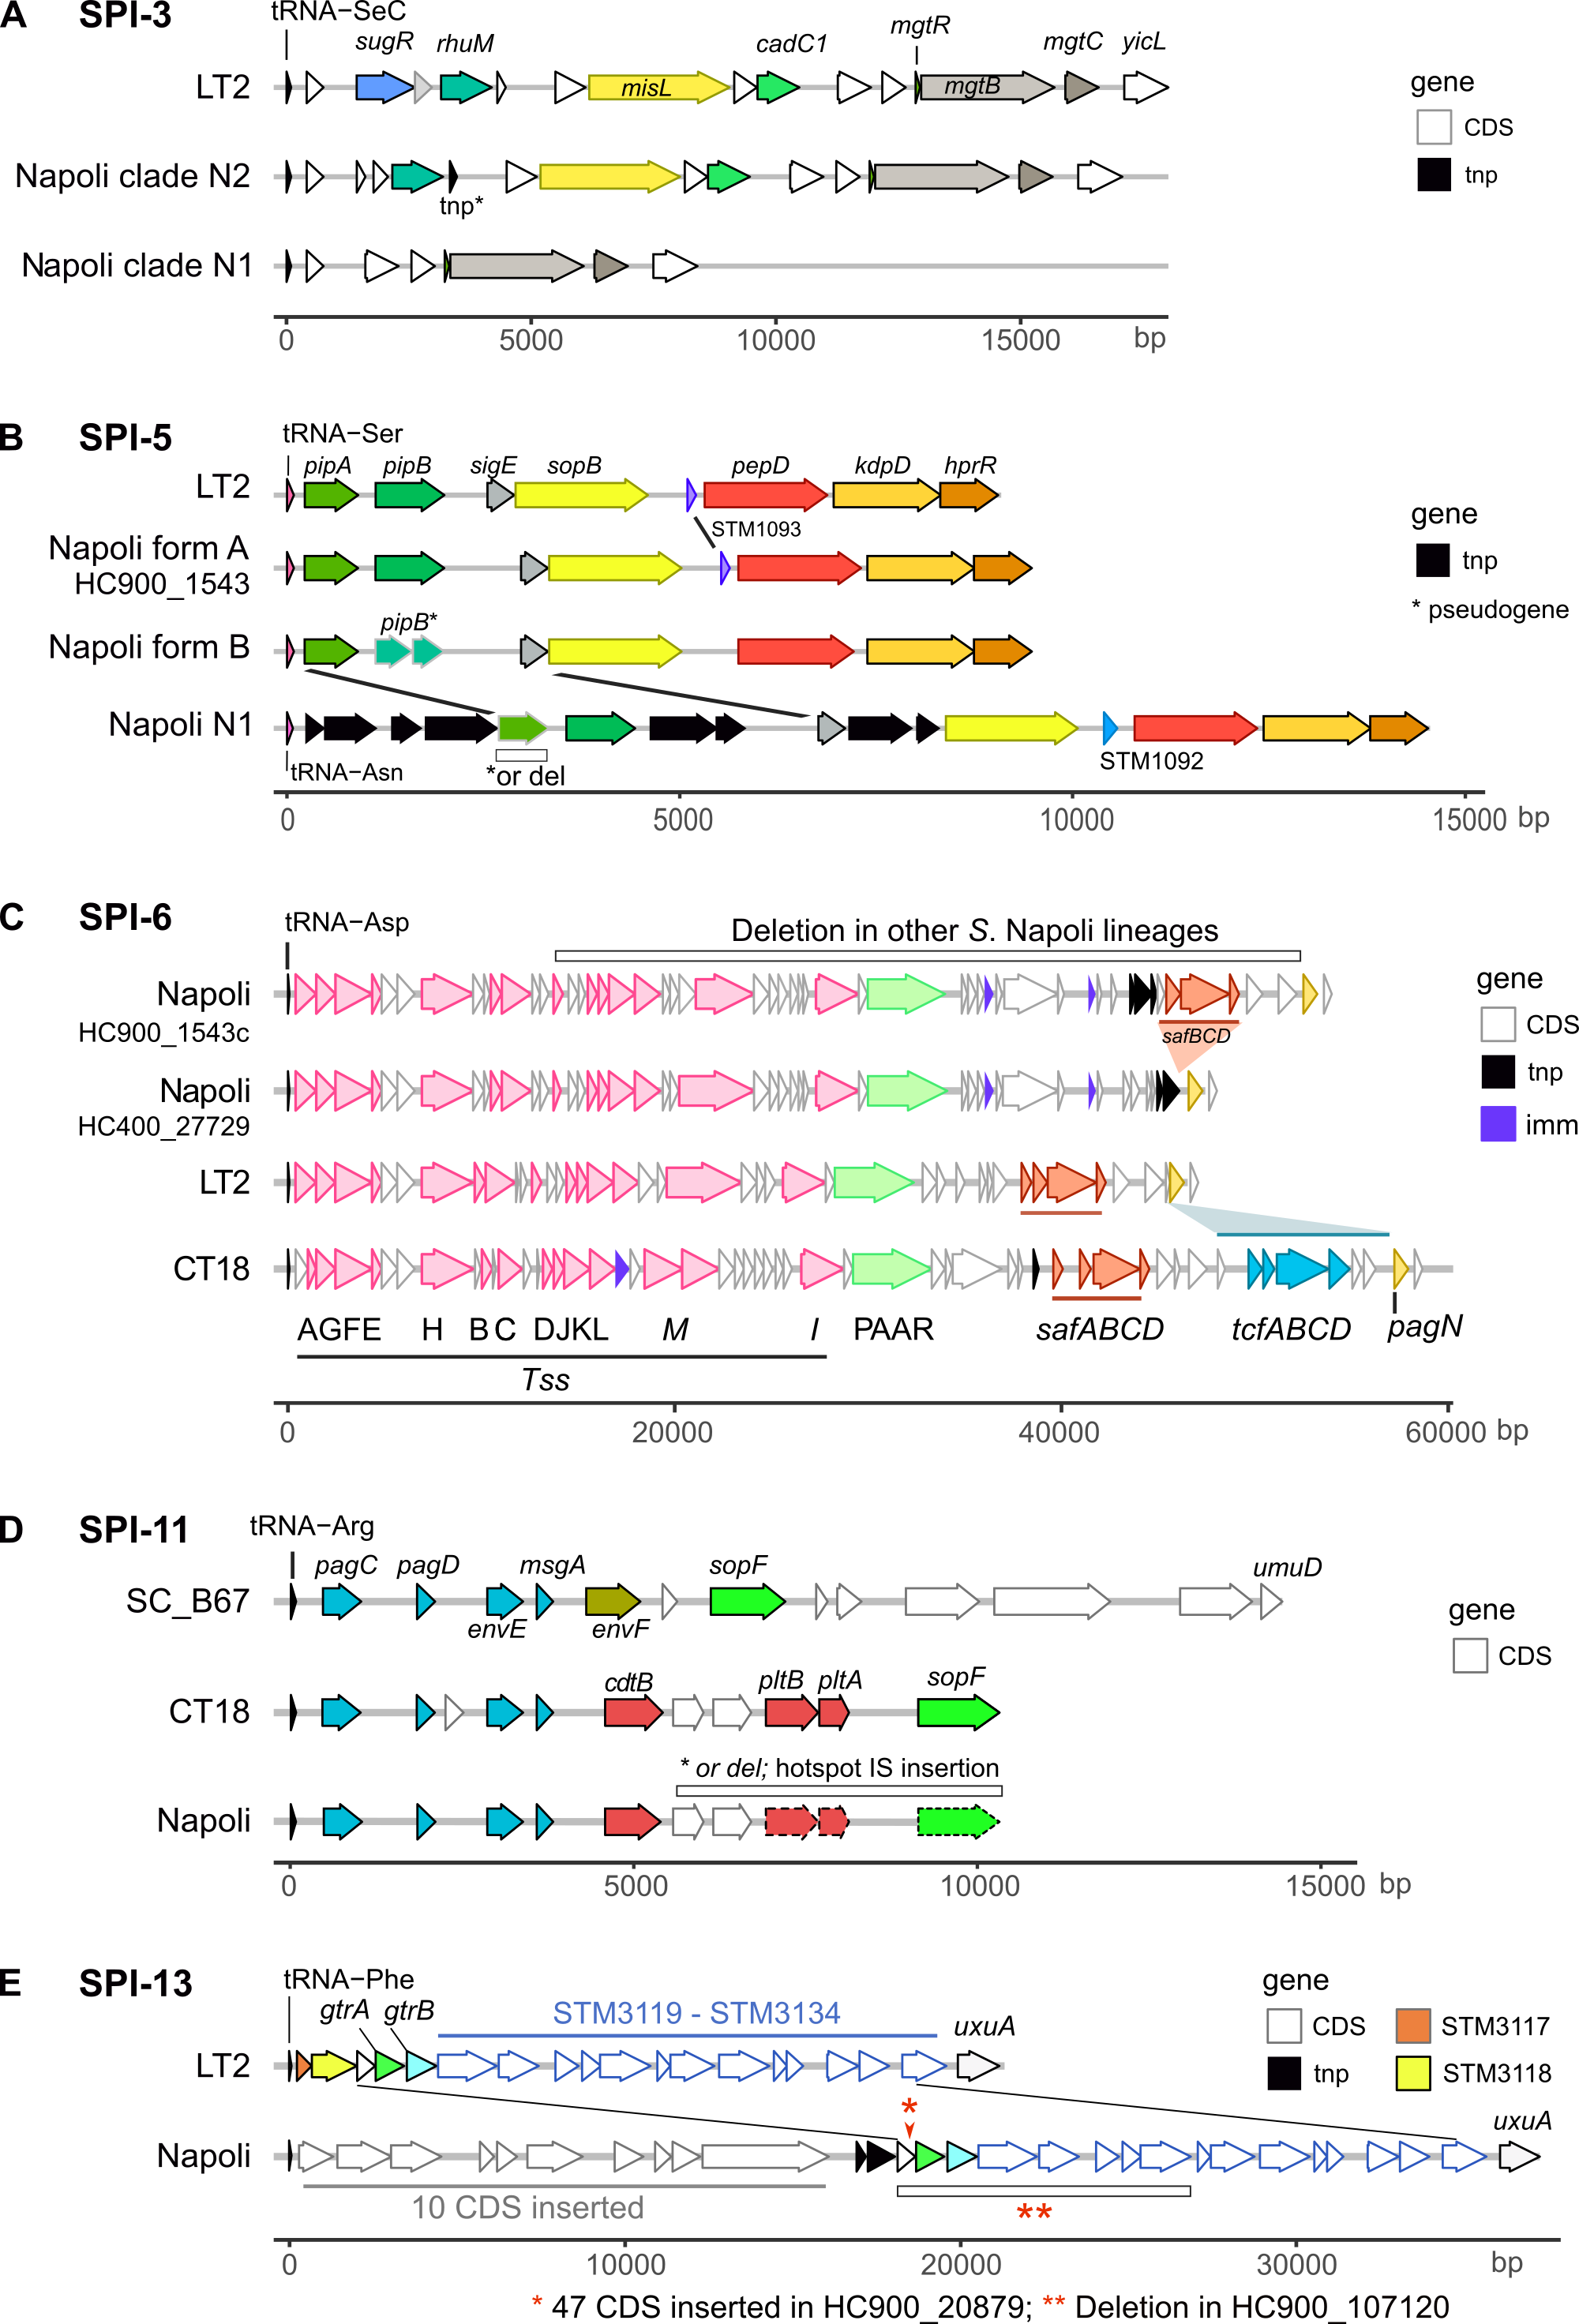 A SPI-3
tRNA−SeC
sugR rhuM cadC1 mgtR mgtC yicL
LT2
misL mgtB
gene
CDS
tnp
Napoli clade N2
tnp*
Napoli clade N1
0 5000 10000 15000 bp
B SPI-5
tRNA−Ser
pipA pipB sigE sopB pepD kdpD hprR
LT2
STM1093
Napoli form A
HC900_1543
gene
tnp
* pseudogene
pipB*
Napoli form B
Napoli N1
tRNA−Asn
*or del
STM1092
0 5000 10000 15000 bp
C SPI-6
tRNA−Asp
Deletion in other S. Napoli lineages
Napoli
HC900_1543c
safBCD
gene
CDS
tnp
imm
Napoli
HC400_27729
LT2
CT18
AGFE H B C DJKL M I PAAR safABCD tcfABCD pagN
Tss
0 20000 40000 60000 bp
D SPI-11
tRNA−Arg
pagC pagD msgA sopF umuD
SC_B67
envE envF
gene
CDS
cdtB pltB pltA sopF
CT18
* or del; hotspot IS insertion
Napoli
0 5000 10000 15000 bp
E SPI-13
tRNA−Phe
gtrA gtrB STM3119 - STM3134 uxuA
LT2
gene
CDS STM3117
tnp STM3118
*
uxuA
Napoli
10 CDS inserted
**
0 10000 20000 30000 bp
* 47 CDS inserted in HC900_20879; ** Deletion in HC900_107120